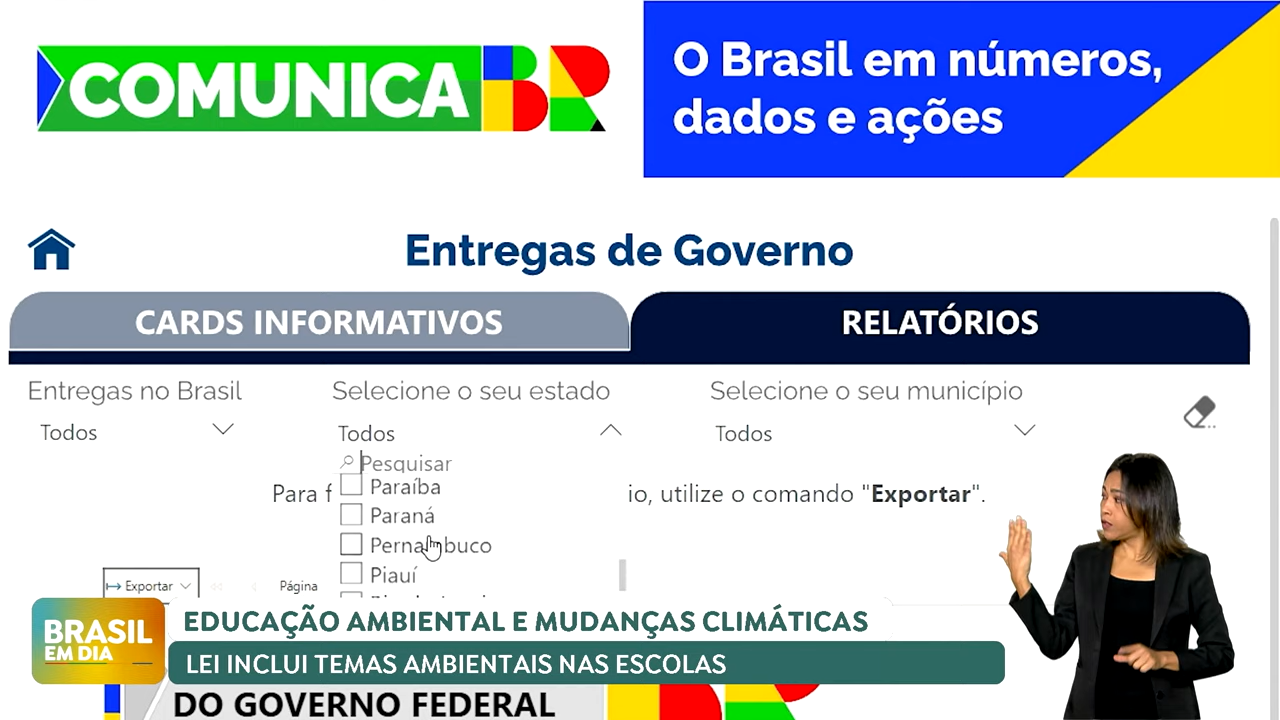 COMUNICABR
O Brasil em números,
dados e ações
Entregas de Governo
CARDS INFORMATIVOS
RELATÓRIOS
Entregas no Brasil
Selecione o seu estado
Selecione o seu município
Todos
Todos
Todos
Pesquisar
Paraíba
Para f
io, utilize o comando "Exportar".
Paraná
Pernambuco
Piauí
Exportar
Página
BRASIL
EM DIA
EDUCAÇÃO AMBIENTAL E MUDANÇAS CLIMÁTICAS
LEI INCLUI TEMAS AMBIENTAIS NAS ESCOLAS
DO GOVERNO FEDERAL
BR